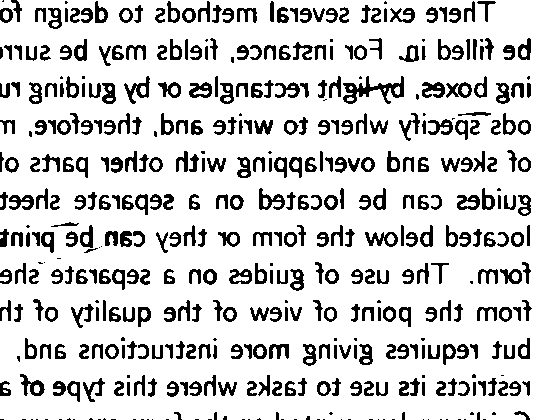 There exist several methods to design fo
be filled in. For instance, fields may be surro
ing boxes, by light rectangles or by guiding ru
ods specify where to write and, therefore, m
of skew and overlapping with other parts of
guides can be located on a separate sheet
located below the form or they can be print
form. The use of guides on a separate she
from the point of view of the quality of th
but requires giving more instructions and,
restricts its use to tasks where this type of a